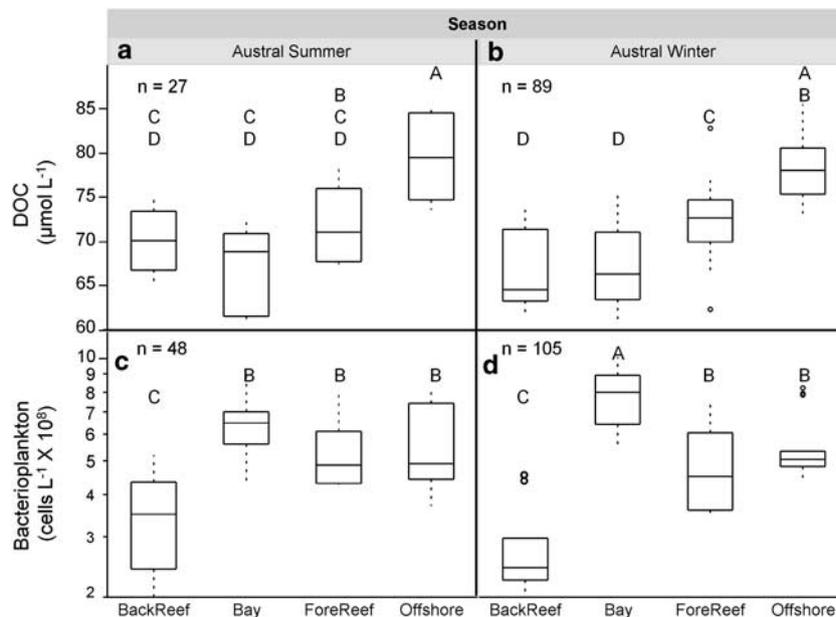 Season
a Austral Summer b Austral Winter
n = 27 n = 89
A A
B B
C C C C
D D D D D
DOC
(µmol L⁻¹)
85
80
75
70
65
60
c n = 48 d n = 105
C B B B C A B B
Bacterioplankton
(cells L⁻¹ X 10⁸)
10
9
8
7
6
5
4
3
2
BackReef Bay ForeReef Offshore BackReef Bay ForeReef Offshore